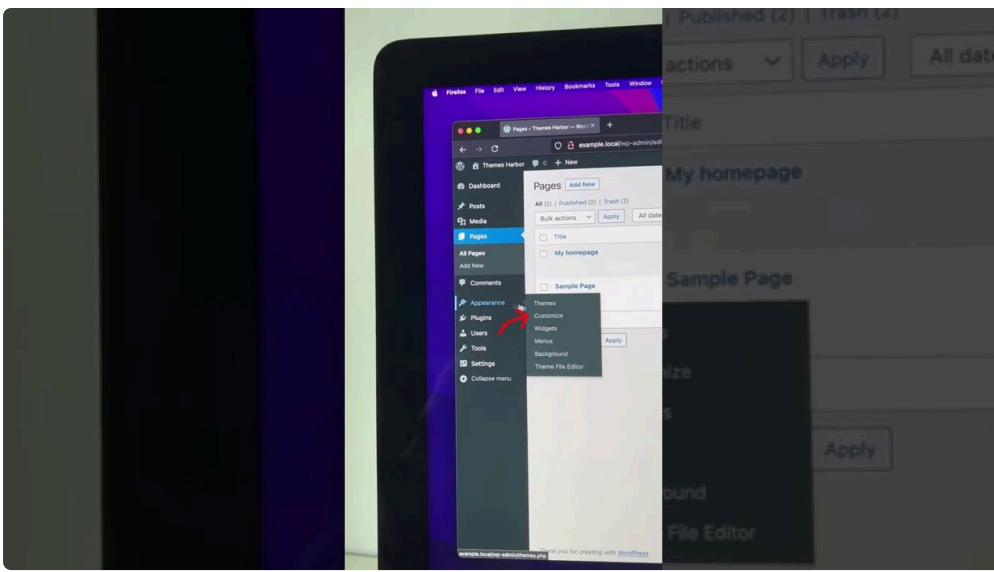 Firefox File Edit View History Bookmarks Tools Window
Pages ‹ Themes Harbor — Word
example.local/wp-admin/edi
Themes Harbor 0 + New
Dashboard
Posts
Media
Pages
All Pages
Add New
Comments
Appearance
Plugins
Users
Tools
Settings
Collapse menu
Pages Add New
All (2) | Published (2) | Trash (2)
Bulk actions Apply All date
Title
My homepage
Sample Page
Themes
Customize
Widgets
Menus
Background
Theme File Editor
Apply
you for creating with WordPress
example.local/wp-admin/themes.php
| Published (2) | Trash (2)
actions Apply All date
Title
My homepage
Sample Page
ize
s
Apply
ound
File Editor